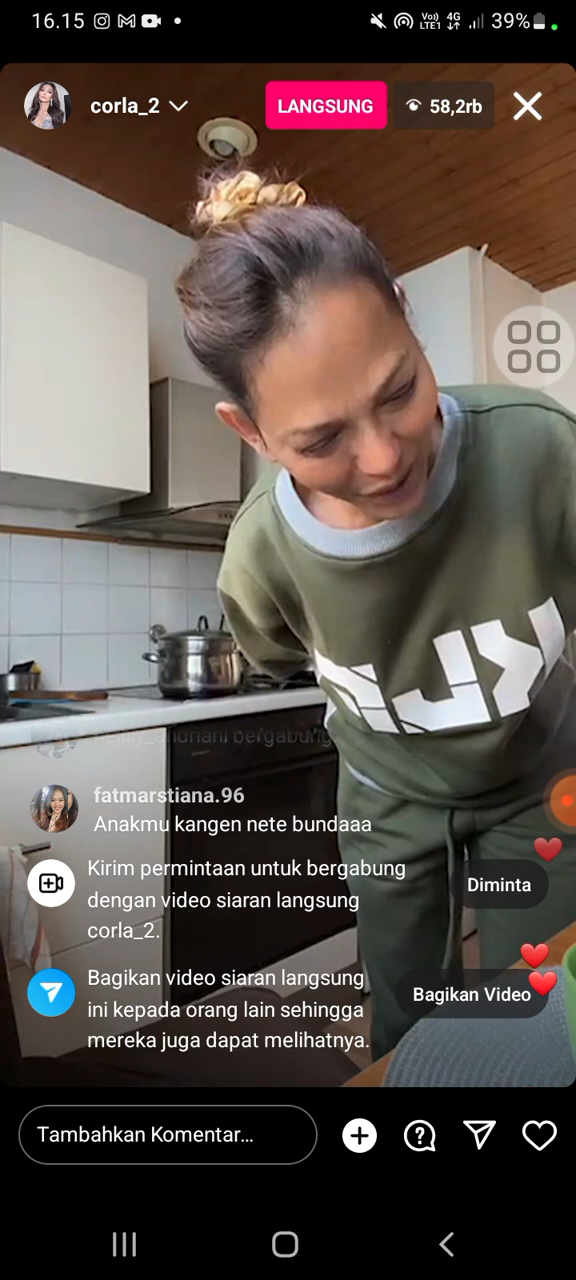 16.15
Vo))
LTE1
4G
39%
corla_2
LANGSUNG
58,2rb
bergabung
fatmarstiana.96
Anakmu kangen nete bundaaa
Kirim permintaan untuk bergabung
dengan video siaran langsung
corla_2.
Diminta
Bagikan video siaran langsung
ini kepada orang lain sehingga
mereka juga dapat melihatnya.
Bagikan Video
Tambahkan Komentar...